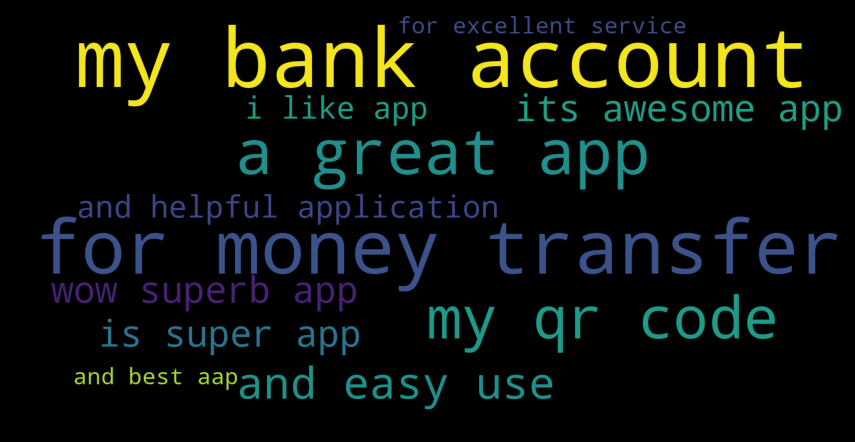 for excellent service
my bank account
i like app
its awesome app
a great app
and helpful application
for money transfer
wow superb app
my qr code
is super app
and best aap
and easy use